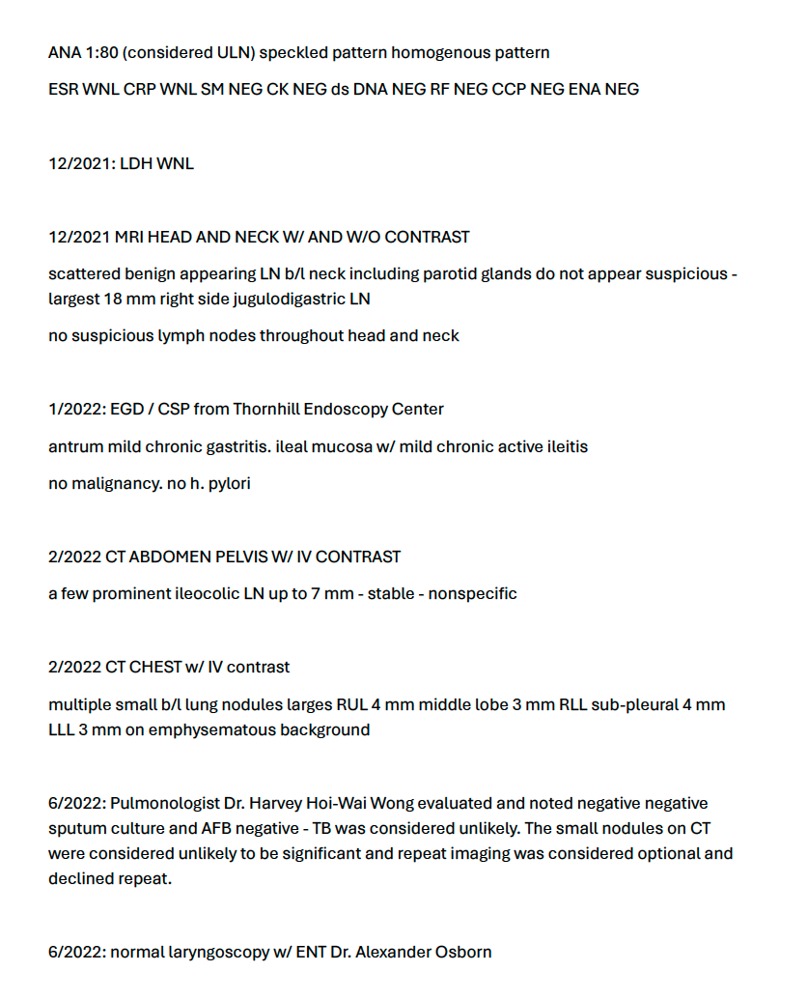 ANA 1:80 (considered ULN) speckled pattern homogenous pattern
ESR WNL CRP WNL SM NEG CK NEG ds DNA NEG RF NEG CCP NEG ENA NEG
12/2021: LDH WNL
12/2021 MRI HEAD AND NECK W/ AND W/O CONTRAST
scattered benign appearing LN b/l neck including parotid glands do not appear suspicious -
largest 18 mm right side jugulodigastric LN
no suspicious lymph nodes throughout head and neck
1/2022: EGD / CSP from Thornhill Endoscopy Center
antrum mild chronic gastritis. ileal mucosa w/ mild chronic active ileitis
no malignancy. no h. pylori
2/2022 CT ABDOMEN PELVIS W/ IV CONTRAST
a few prominent ileocolic LN up to 7 mm - stable - nonspecific
2/2022 CT CHEST w/ IV contrast
multiple small b/l lung nodules larges RUL 4 mm middle lobe 3 mm RLL sub-pleural 4 mm
LLL 3 mm on emphysematous background
6/2022: Pulmonologist Dr. Harvey Hoi-Wai Wong evaluated and noted negative negative
sputum culture and AFB negative - TB was considered unlikely. The small nodules on CT
were considered unlikely to be significant and repeat imaging was considered optional and
declined repeat.
6/2022: normal laryngoscopy w/ ENT Dr. Alexander Osborn